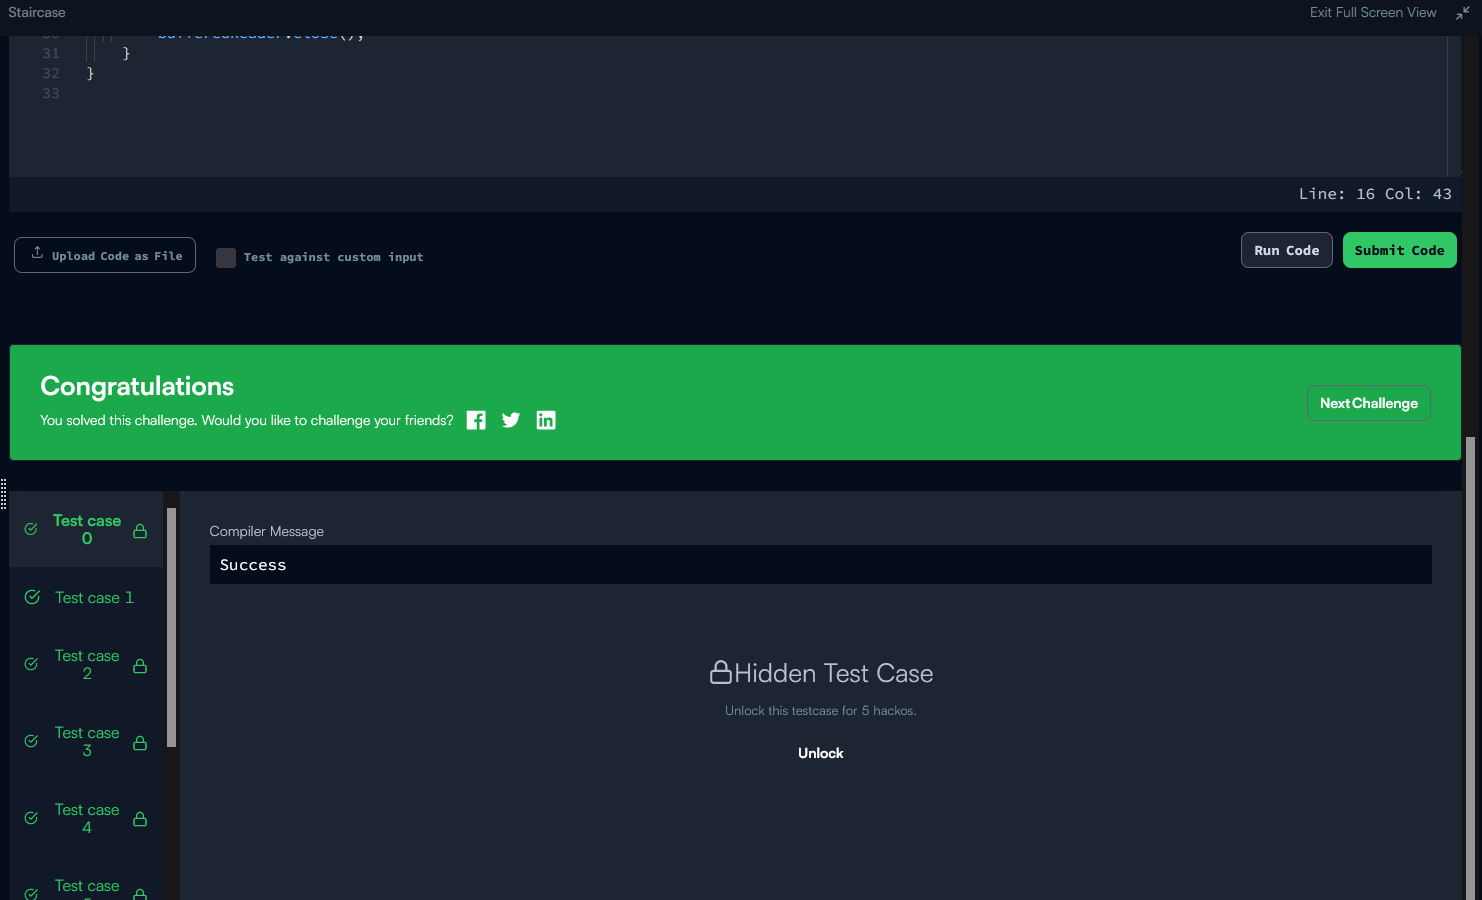 Staircase
Exit Full Screen View
31 }
32 }
33
Line: 16 Col: 43
Upload Code as File
Test against custom input
Run Code
Submit Code
Congratulations
You solved this challenge. Would you like to challenge your friends?
Next Challenge
Test case
0
Test case 1
Test case
2
Test case
3
Test case
4
Test case
Compiler Message
Success
Hidden Test Case
Unlock this testcase for 5 hackos.
Unlock